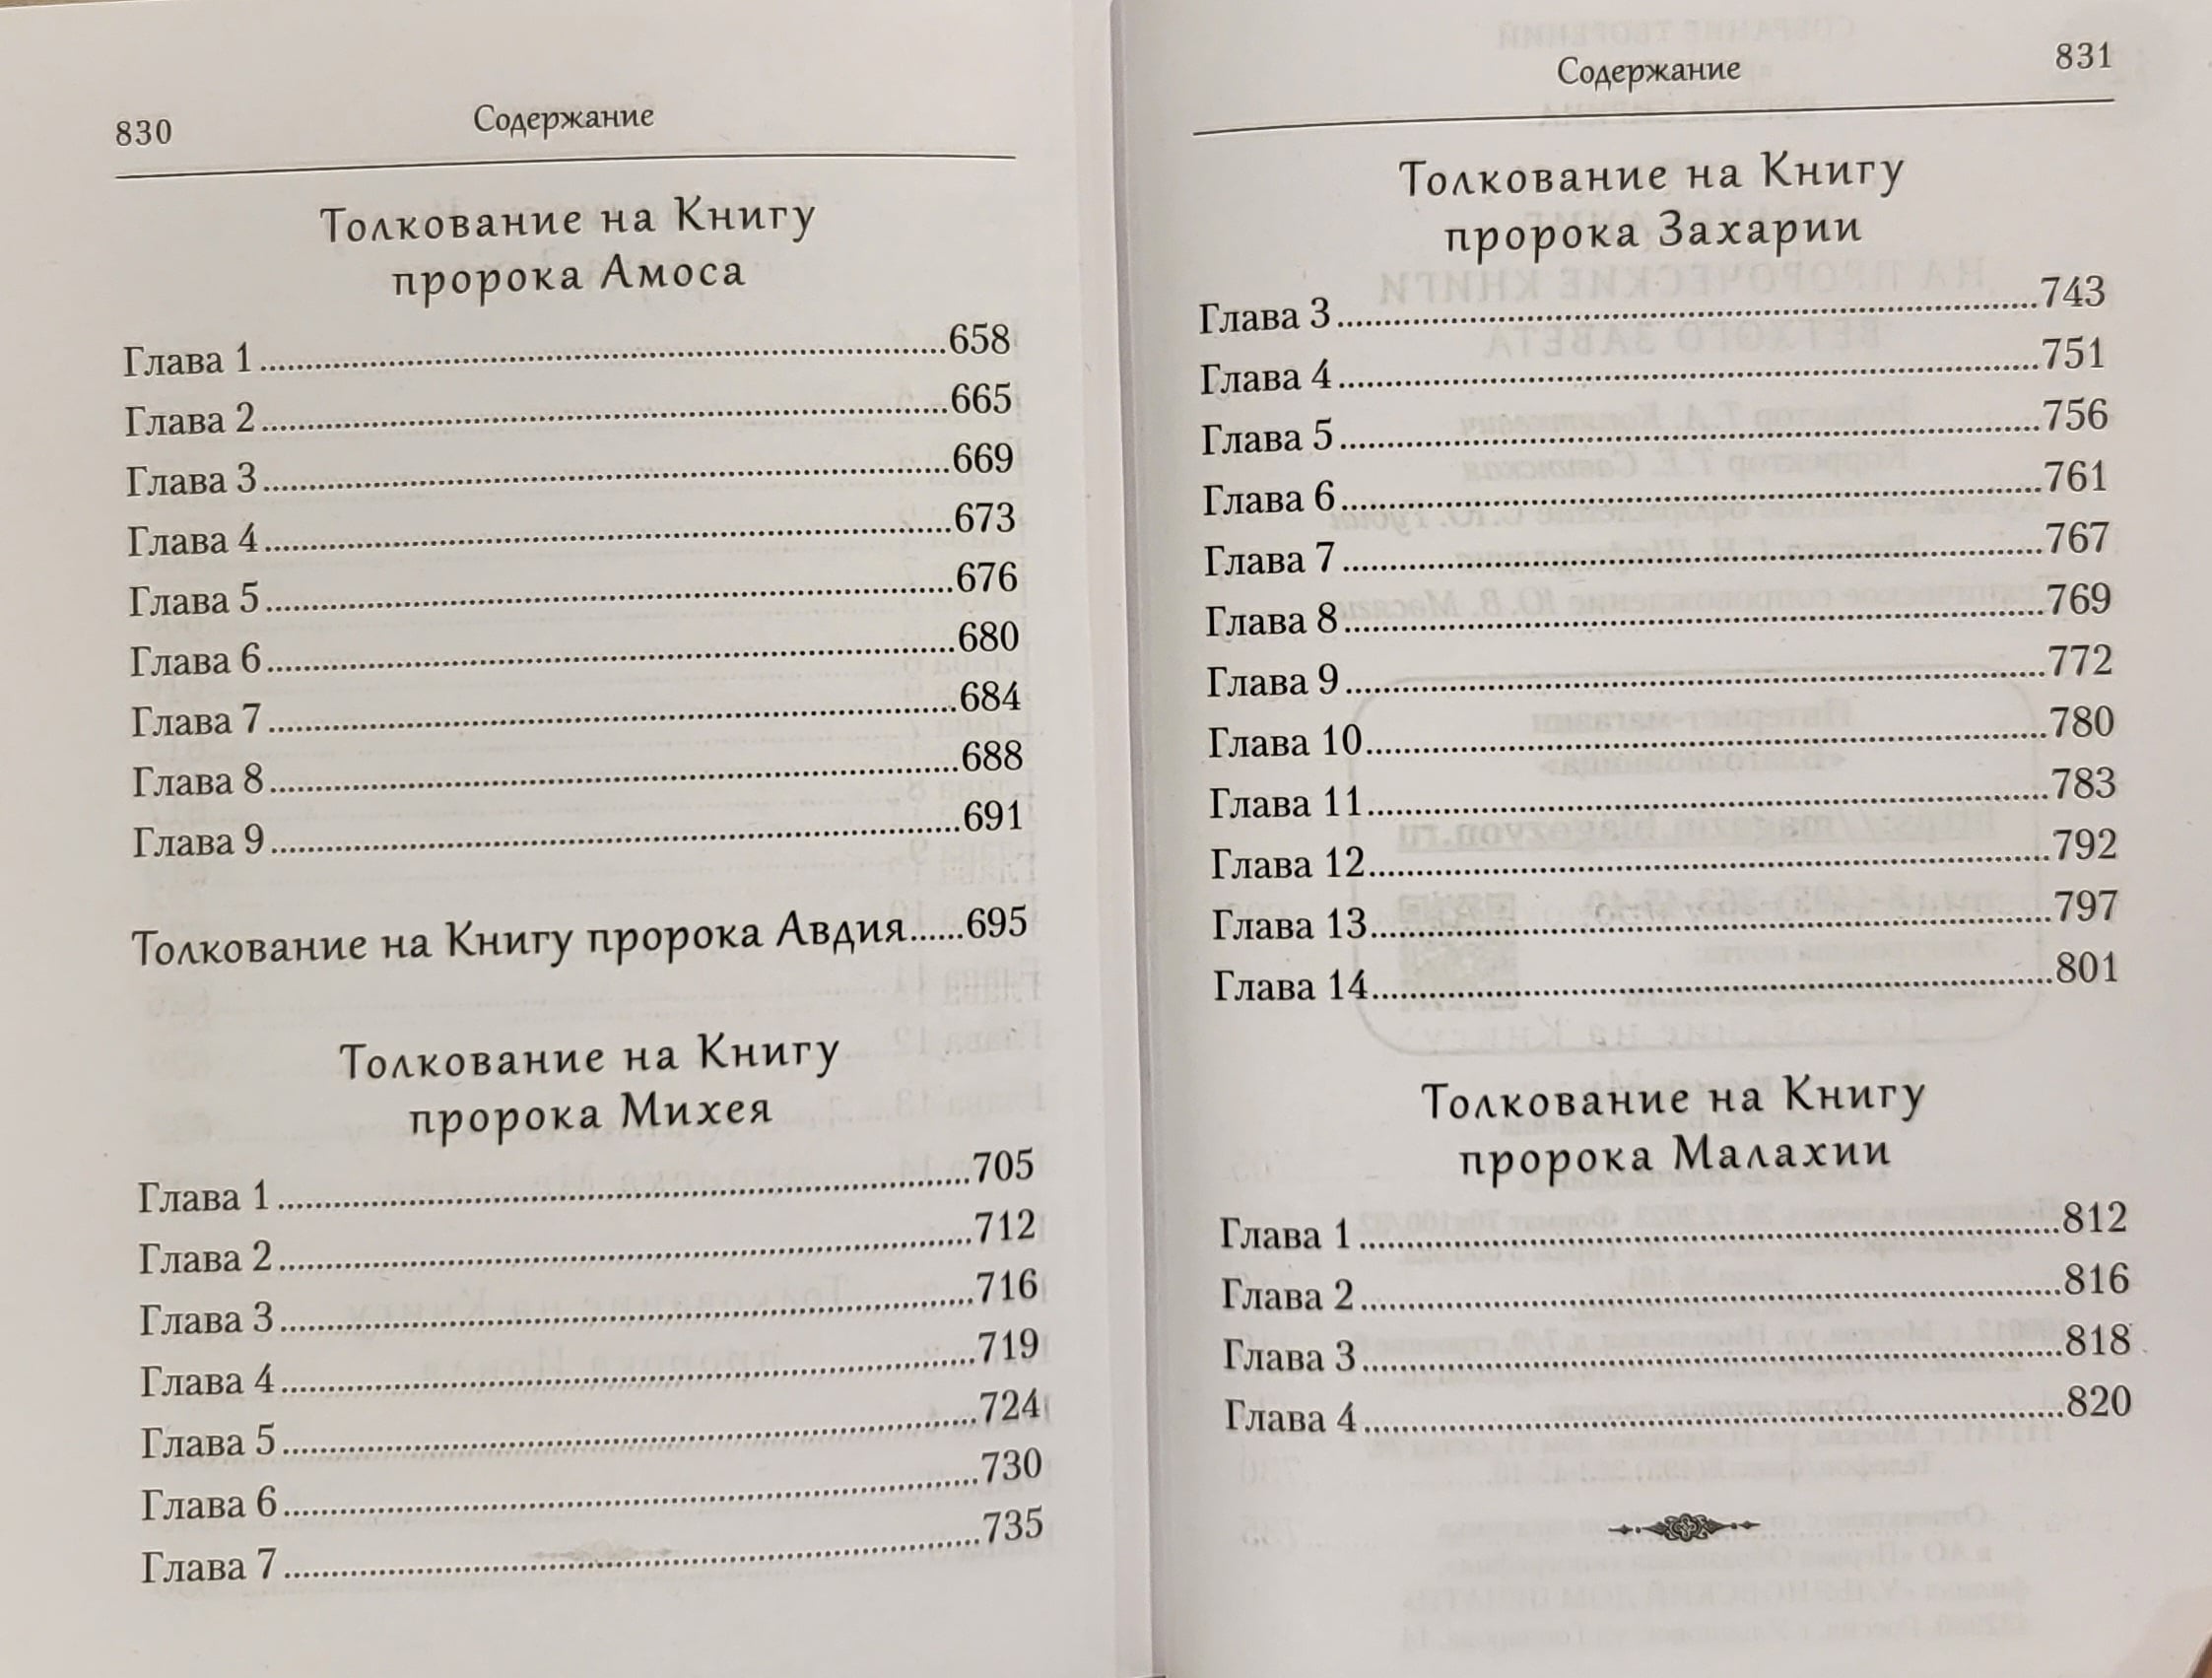 830
Содержание
Толкование на Книгу
пророка Амоса
Глава 1..........658
Глава 2..........665
Глава 3..........669
Глава 4..........673
Глава 5..........676
Глава 6..........680
Глава 7..........684
Глава 8..........688
Глава 9..........691
Толкование на Книгу пророка Авдия......695
Толкование на Книгу
пророка Михея
Глава 1..........705
Глава 2..........712
Глава 3..........716
Глава 4..........719
Глава 5..........724
Глава 6..........730
Глава 7..........735
Содержание
831
Толкование на Книгу
пророка Захарии
Глава 3..........743
Глава 4..........751
Глава 5..........756
Глава 6..........761
Глава 7..........767
Глава 8..........769
Глава 9..........772
Глава 10..........780
Глава 11..........783
Глава 12..........792
Глава 13..........797
Глава 14..........801
Толкование на Книгу
пророка Малахии
Глава 1..........812
Глава 2..........816
Глава 3..........818
Глава 4..........820